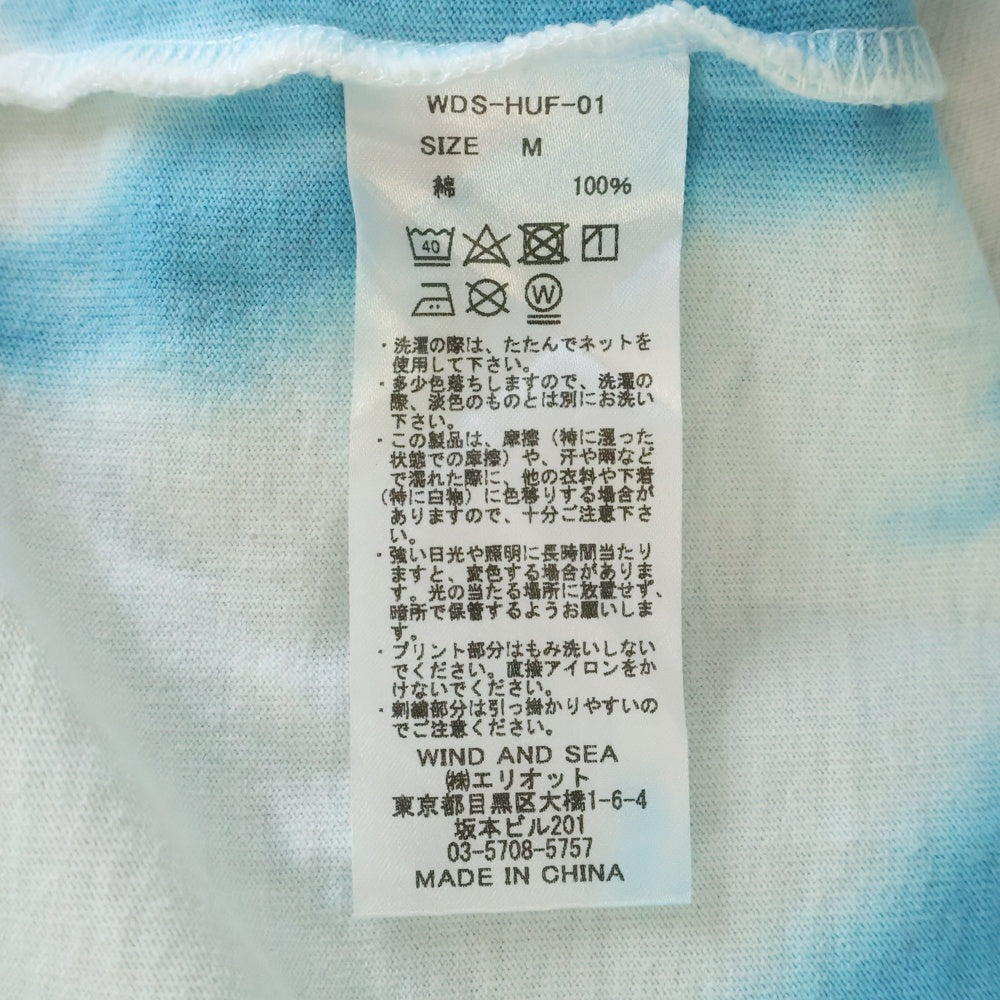 WDS-HUF-01
SIZE M
綿 100%
40
W
・洗濯の際は、たたんでネットを
使用して下さい。
・多少色落ちしますので、洗濯の
際、淡色のものとは別にお洗い
下さい。
・この製品は、摩擦（特に湿った
状態での摩擦）や、汗や雨など
で濡れた際に、他の衣料や下着
（特に白物）に色移りする場合が
ありますので、十分ご注意下さ
い。
・強い日光や照明に長時間当たり
ますと、変色する場合がありま
す。光の当たる場所に放置せず、
暗所で保管するようお願いしま
す。
・プリント部分はもみ洗いしない
でください。直接アイロンをか
けないでください。
・刺繍部分は引っ掛かりやすいの
でご注意ください。
WIND AND SEA
㈱エリオット
東京都目黒区大橋1-6-4
坂本ビル201
03-5708-5757
MADE IN CHINA